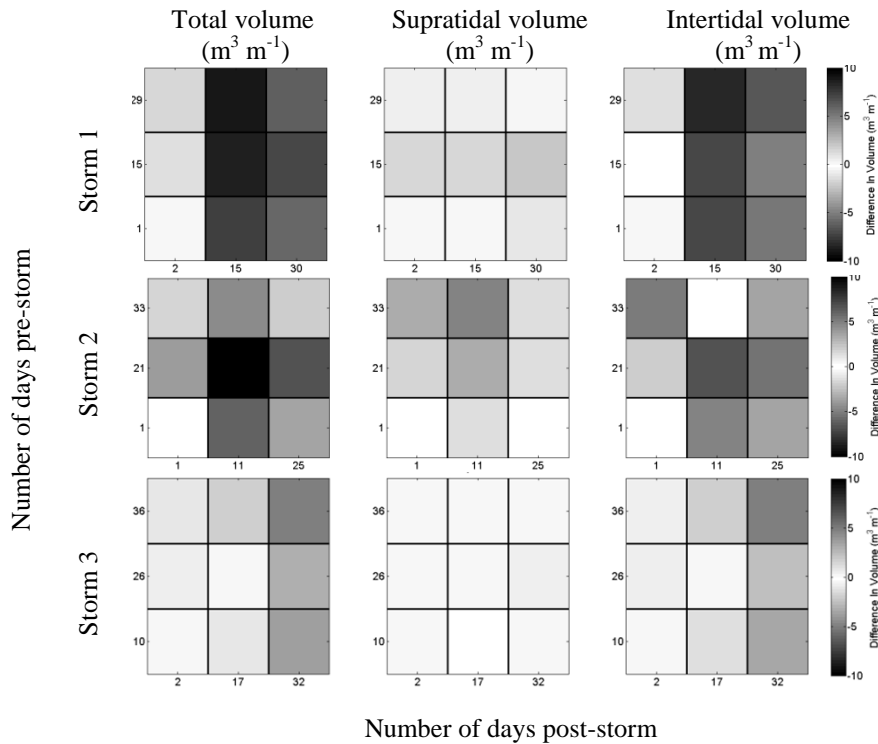 Total volume
(m³ m⁻¹)
Supratidal volume
(m³ m⁻¹)
Intertidal volume
(m³ m⁻¹)
Number of days pre-storm
Storm 1
29
15
1
2 15 30
2 15 30
2 15 30
10
5
0
-5
-10
Difference In Volume (m³ m⁻¹)
Storm 2
33
21
1
1 11 25
1 11 25
1 11 25
10
5
0
-5
-10
Difference In Volume (m³ m⁻¹)
Storm 3
36
26
10
2 17 32
2 17 32
2 17 32
10
5
0
-5
-10
Difference In Volume (m³ m⁻¹)
29
15
1
29
15
1
33
21
1
33
21
1
36
26
10
36
26
10
Number of days post-storm